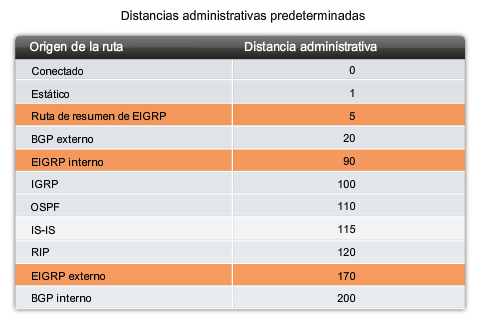 Distancias administrativas predeterminadas
Origen de la ruta Distancia administrativa
Conectado 0
Estático 1
Ruta de resumen de EIGRP 5
BGP externo 20
EIGRP interno 90
IGRP 100
OSPF 110
IS-IS 115
RIP 120
EIGRP externo 170
BGP interno 200